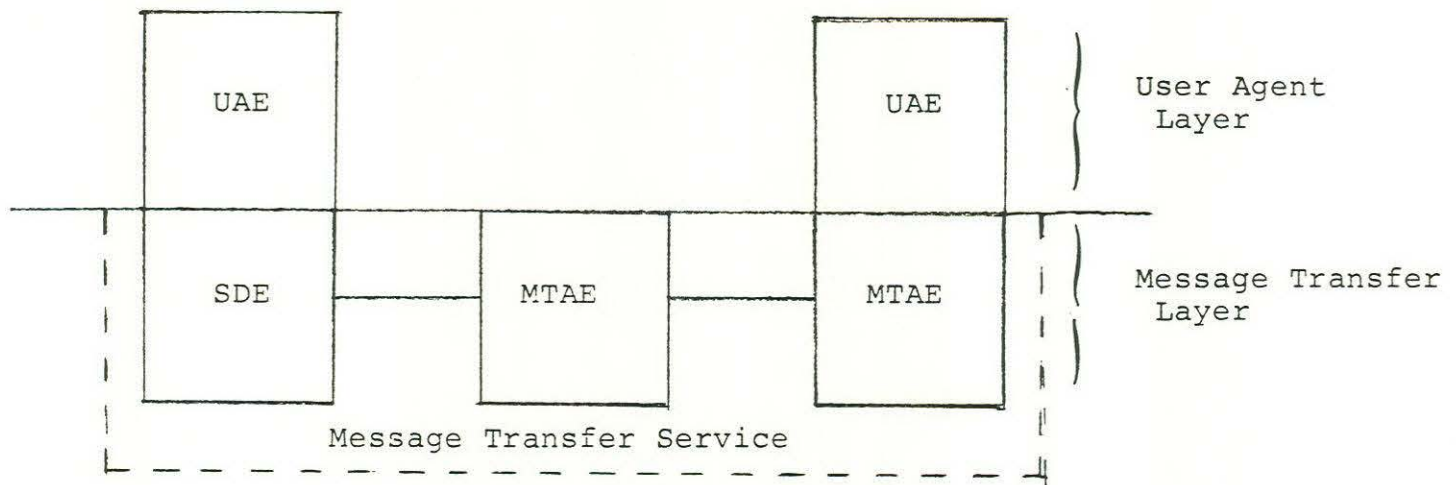 UAE
UAE
User Agent
Layer
SDE
MTAE
MTAE
Message Transfer
Layer
Message Transfer Service